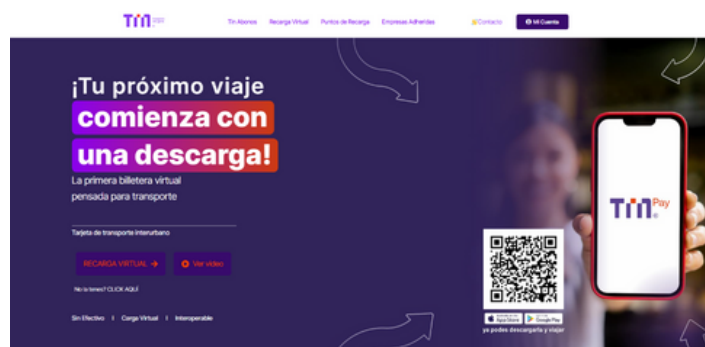 Tin
Tin Abonos Recarga Virtual Puntos de Recarga Empresas Adheridas Contacto Mi Cuenta
¡Tu próximo viaje
comienza con
una descarga!
La primera billetera virtual
pensada para transporte
Tarjeta de transporte interurbano
RECARGA VIRTUAL → Ver video
No la tenes? CLICK AQUÍ
Sin Efectivo | Carga Virtual | Interoperable
Tin Pay
App Store Google Play
ya podes descargarla y viajar